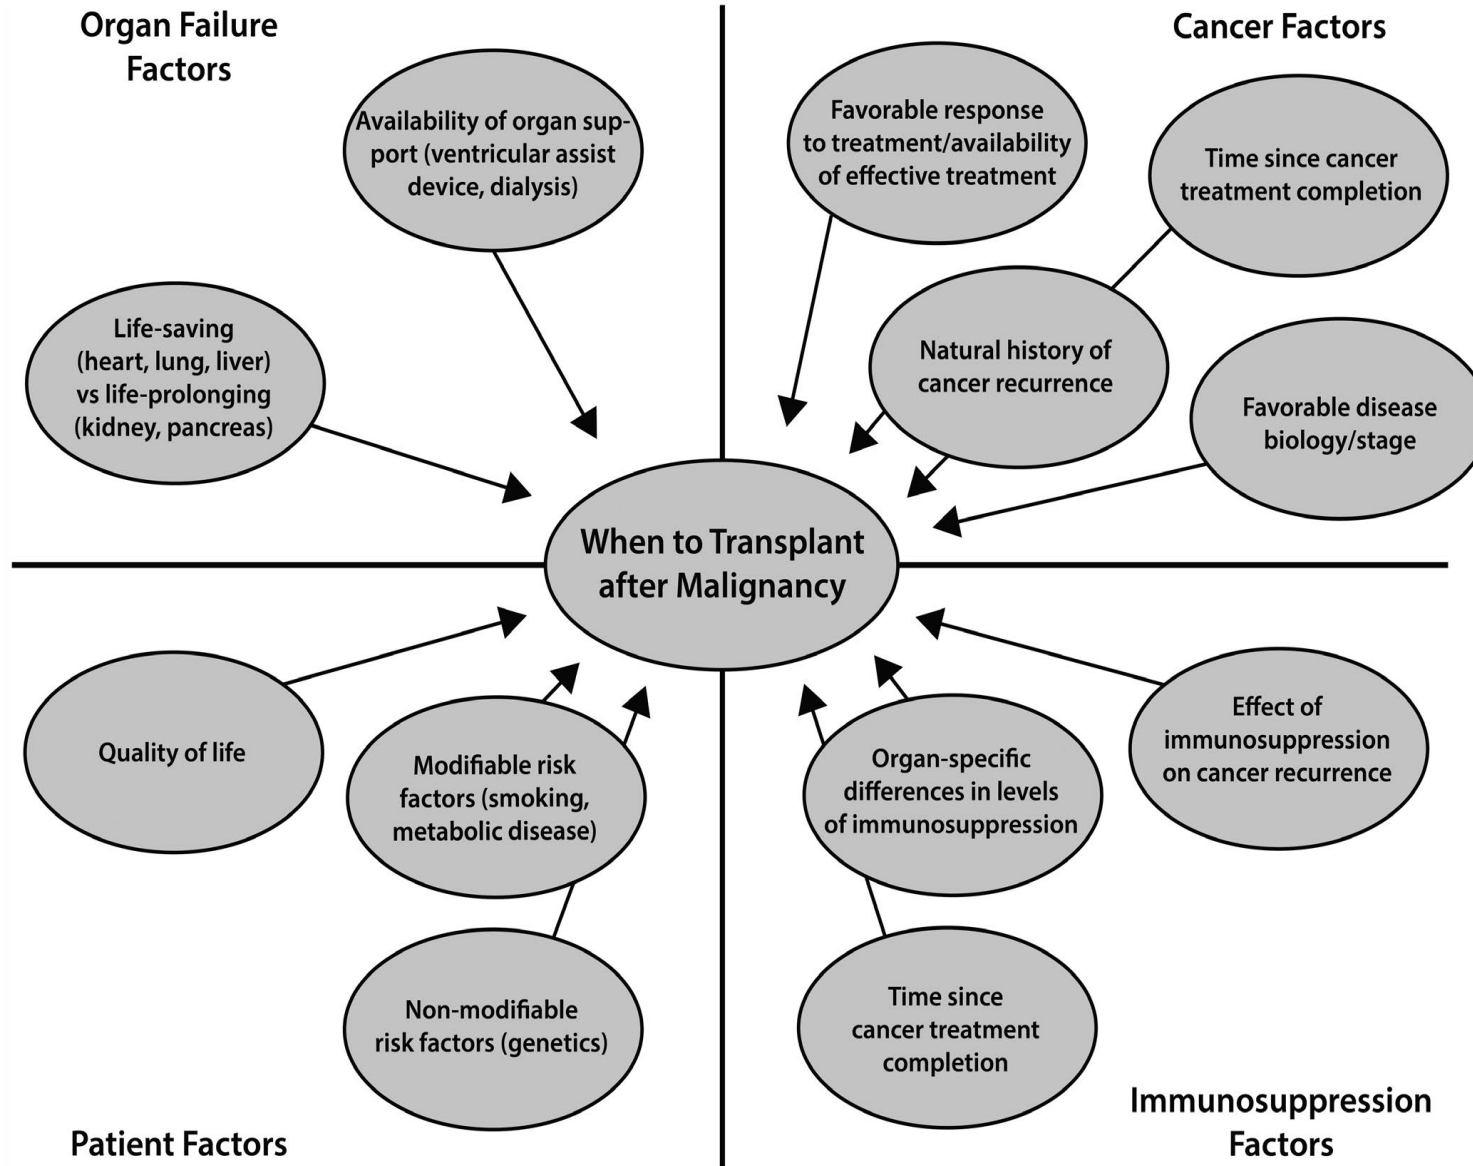 Organ Failure
Factors
Availability of organ sup-
port (ventricular assist
device, dialysis)
Life-saving
(heart, lung, liver)
vs life-prolonging
(kidney, pancreas)
Cancer Factors
Favorable response
to treatment/availability
of effective treatment
Time since cancer
treatment completion
Natural history of
cancer recurrence
Favorable disease
biology/stage
When to Transplant
after Malignancy
Quality of life
Modifiable risk
factors (smoking,
metabolic disease)
Non-modifiable
risk factors (genetics)
Patient Factors
Organ-specific
differences in levels
of immunosuppression
Effect of
immunosuppression
on cancer recurrence
Time since
cancer treatment
completion
Immunosuppression
Factors